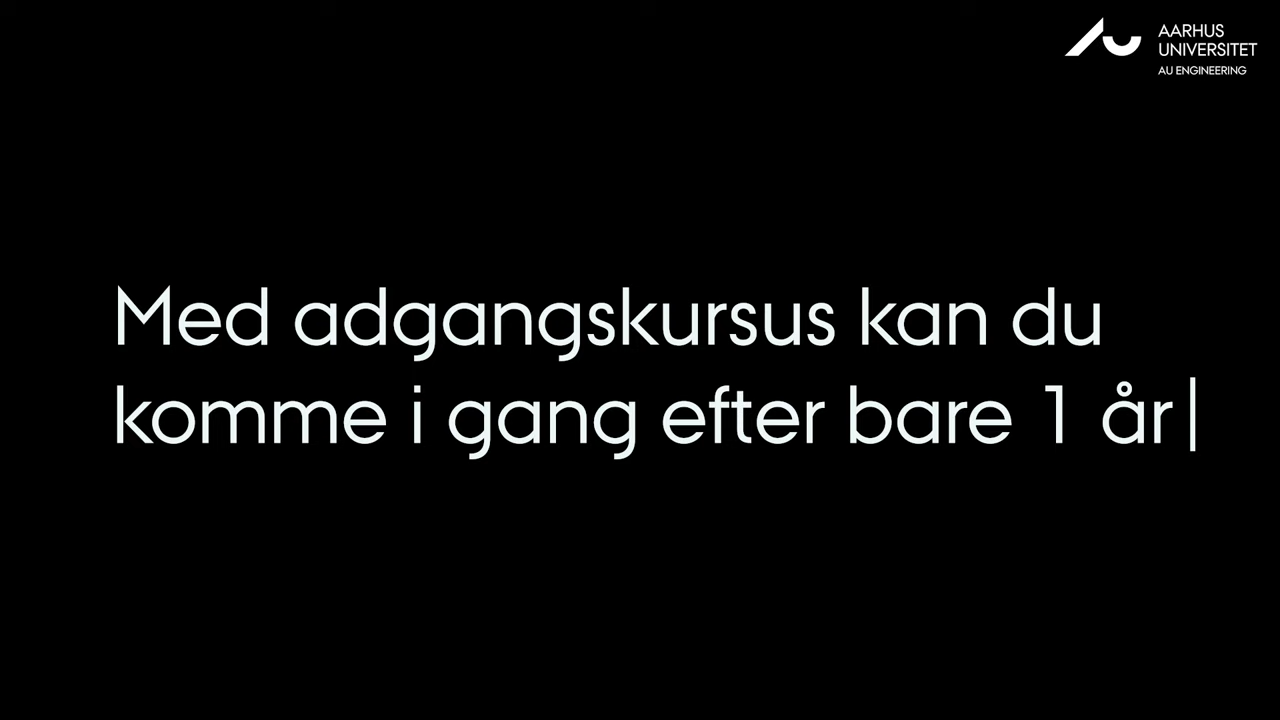 AARHUS
UNIVERSITET
AU ENGINEERING
Med adgangskursus kan du
komme i gang efter bare 1 år